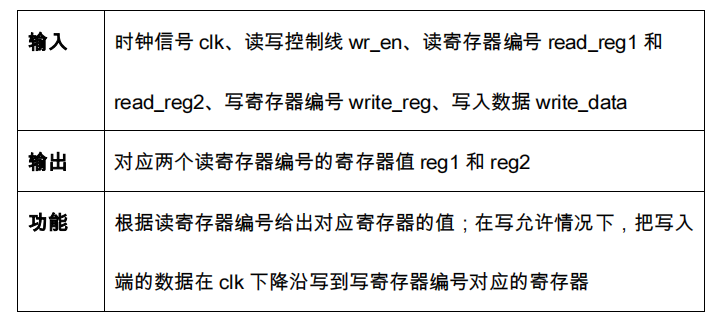 输入
时钟信号 clk、读写控制线 wr_en、读寄存器编号 read_reg1 和
read_reg2、写寄存器编号 write_reg、写入数据 write_data
输出
对应两个读寄存器编号的寄存器值 reg1 和 reg2
功能
根据读寄存器编号给出对应寄存器的值；在写允许情况下，把写入
端的数据在 clk 下降沿写到写寄存器编号对应的寄存器